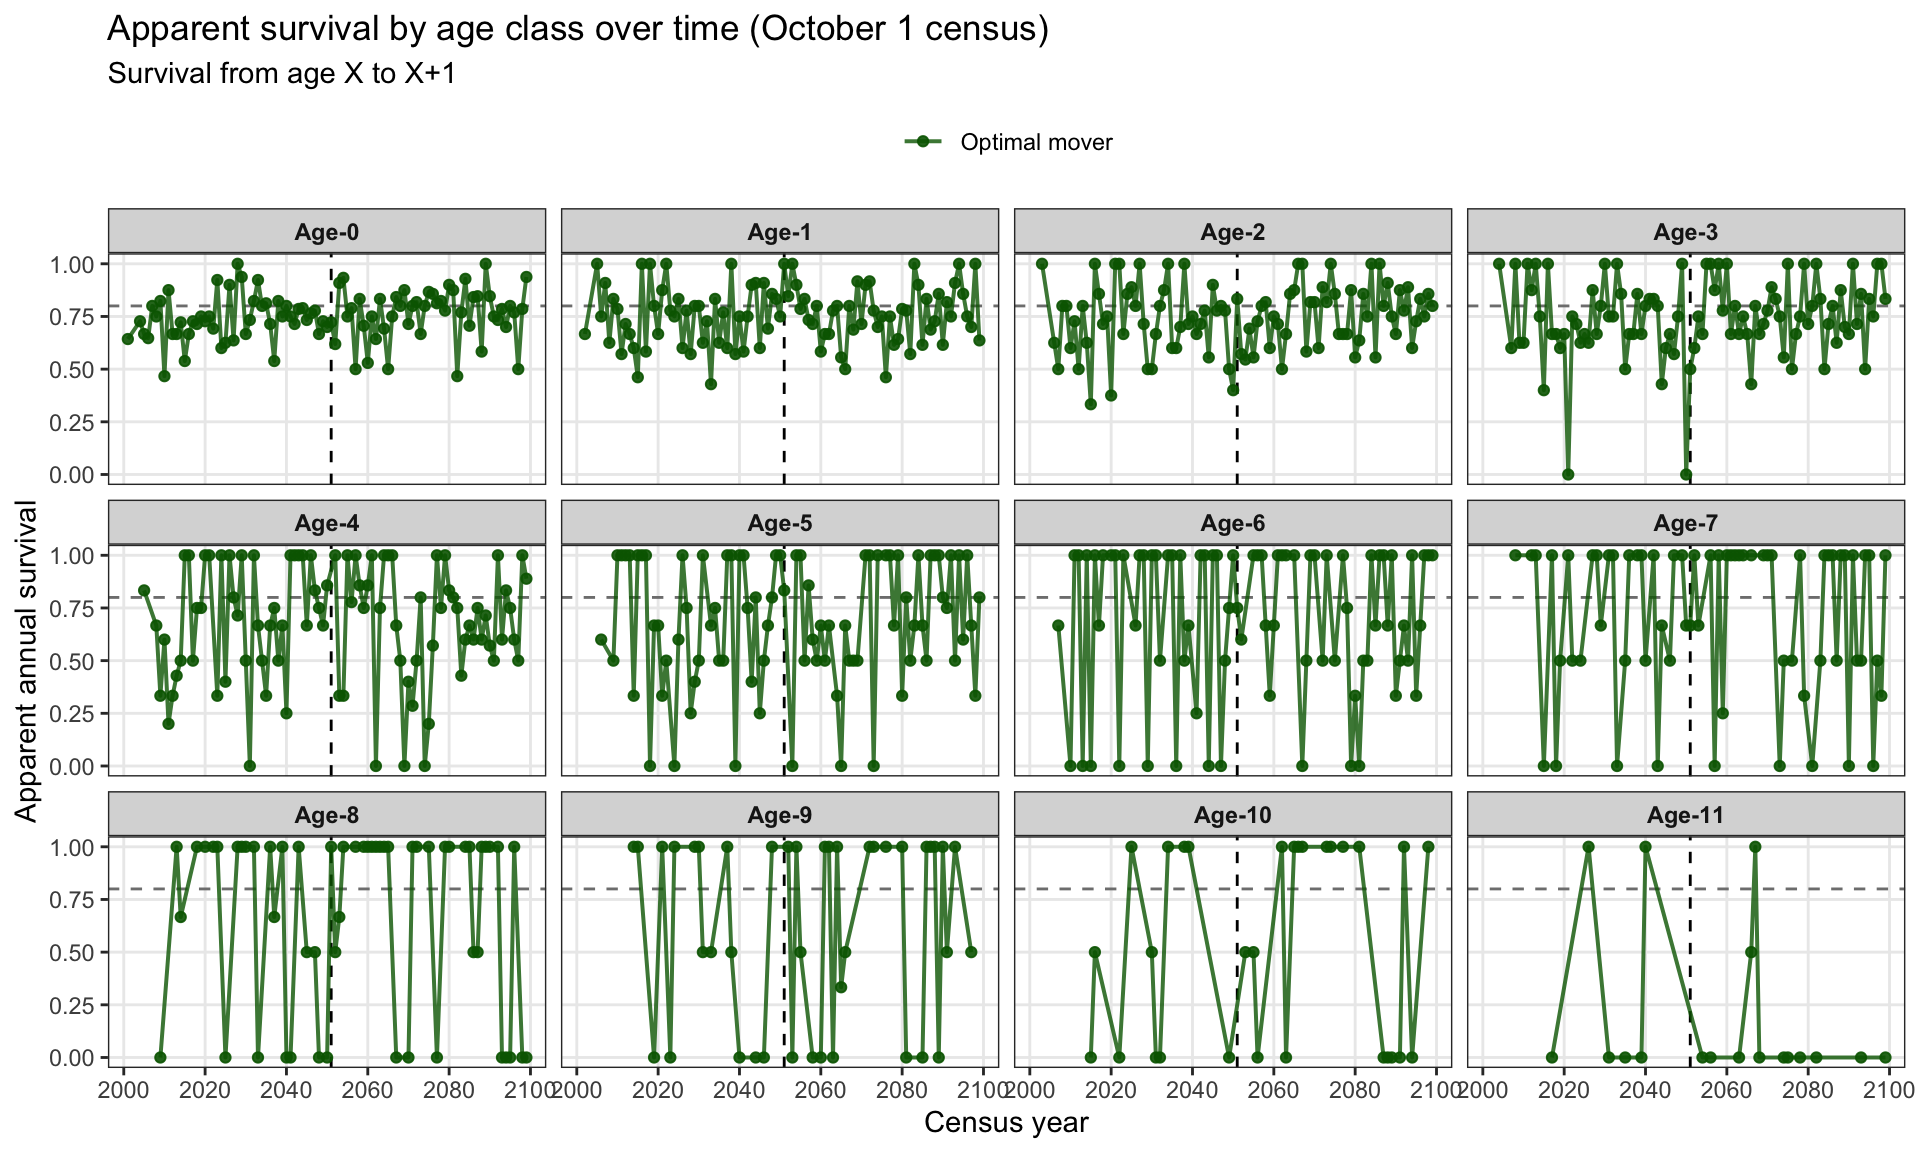 Apparent survival by age class over time (October 1 census)
Survival from age X to X+1
Optimal mover
Age-0
Age-1
Age-2
Age-3
1.00
0.75
0.50
0.25
0.00
Age-4
Age-5
Age-6
Age-7
1.00
0.75
0.50
0.25
0.00
Age-8
Age-9
Age-10
Age-11
1.00
0.75
0.50
0.25
0.00
Apparent annual survival
2000 2020 2040 2060 2080 2100 2000 2020 2040 2060 2080 2100 2000 2020 2040 2060 2080 2100 2000 2020 2040 2060 2080 2100
Census year